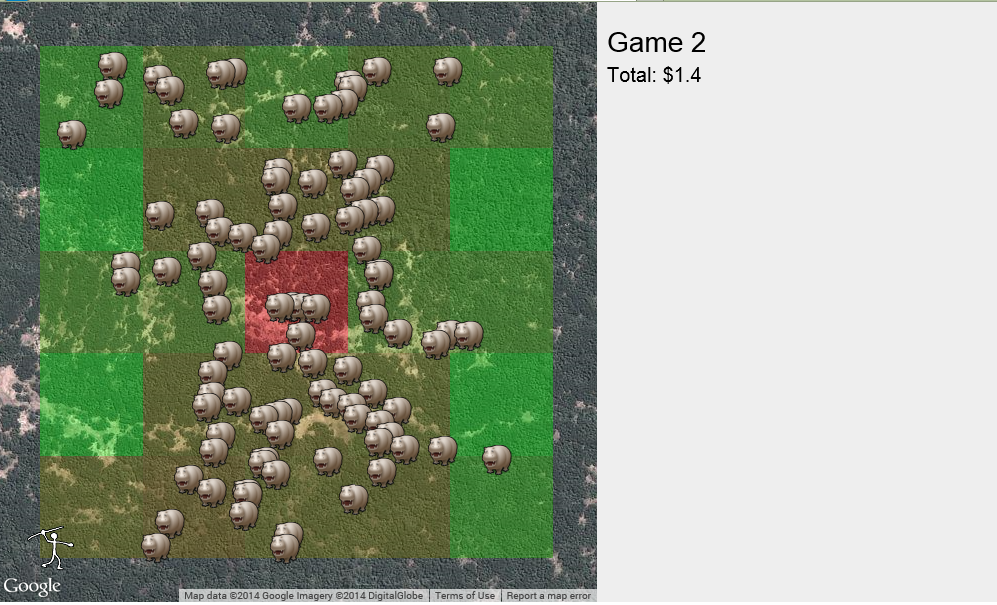 Game 2
Total: $1.4
Google
Map data ©2014 Google Imagery ©2014 DigitalGlobe
Terms of Use
Report a map error